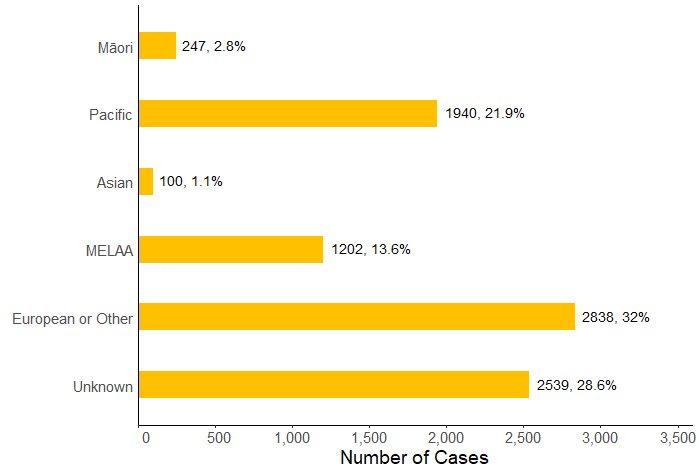 Māori 247, 2.8%
Pacific 1940, 21.9%
Asian 100, 1.1%
MELAA 1202, 13.6%
European or Other 2838, 32%
Unknown 2539, 28.6%
0 500 1,000 1,500 2,000 2,500 3,000 3,500
Number of Cases